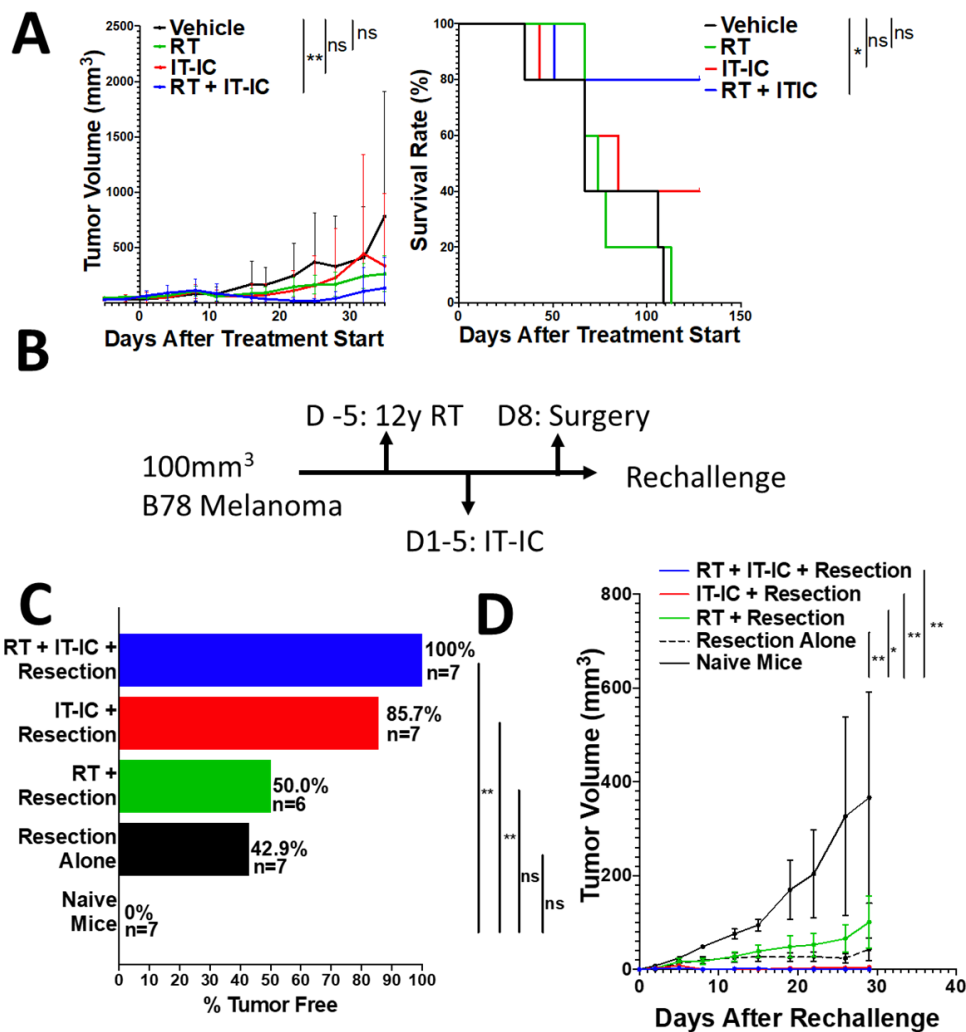 A
Vehicle
RT
IT-IC
RT + IT-IC
**
ns
ns
Tumor Volume (mm³)
2500
2000
1500
1000
500
0
10
20
30
Days After Treatment Start
Vehicle
RT
IT-IC
RT + ITIC
*
ns
ns
Survival Rate (%)
100
80
60
40
20
0
0
50
100
150
Days After Treatment Start
B
D -5: 12y RT
D8: Surgery
100mm³
B78 Melanoma
Rechallenge
D1-5: IT-IC
C
RT + IT-IC +
Resection
100%
n=7
IT-IC +
Resection
85.7%
n=7
RT +
Resection
50.0%
n=6
Resection
Alone
42.9%
n=7
Naive
Mice
0%
n=7
0 10 20 30 40 50 60 70 80 90 100
% Tumor Free
**
**
ns
ns
D
RT + IT-IC + Resection
IT-IC + Resection
RT + Resection
Resection Alone
Naive Mice
**
*
**
**
Tumor Volume (mm³)
800
600
400
200
0
0 10 20 30 40
Days After Rechallenge